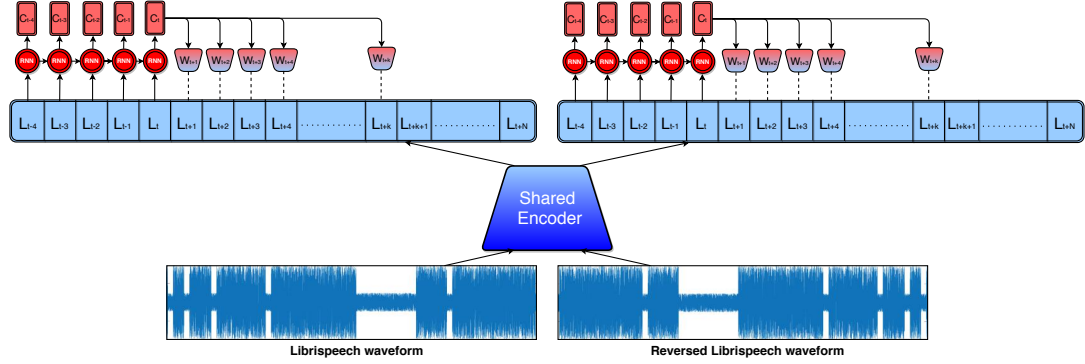 Ct-4 Ct-3 Ct-2 Ct-1 Ct
RNN RNN RNN RNN RNN Wt+1 Wt+2 Wt+3 Wt+4 Wt+k
Lt-4 Lt-3 Lt-2 Lt-1 Lt Lt+1 Lt+2 Lt+3 Lt+4 ................ Lt+k Lt+k+1 ............... Lt+N
Ct-4 Ct-3 Ct-2 Ct-1 Ct
RNN RNN RNN RNN RNN Wt+1 Wt+2 Wt+3 Wt+4 Wt+k
Lt-4 Lt-3 Lt-2 Lt-1 Lt Lt+1 Lt+2 Lt+3 Lt+4 ................ Lt+k Lt+k+1 ............... Lt+N
Shared
Encoder
Librispeech waveform
Reversed Librispeech waveform